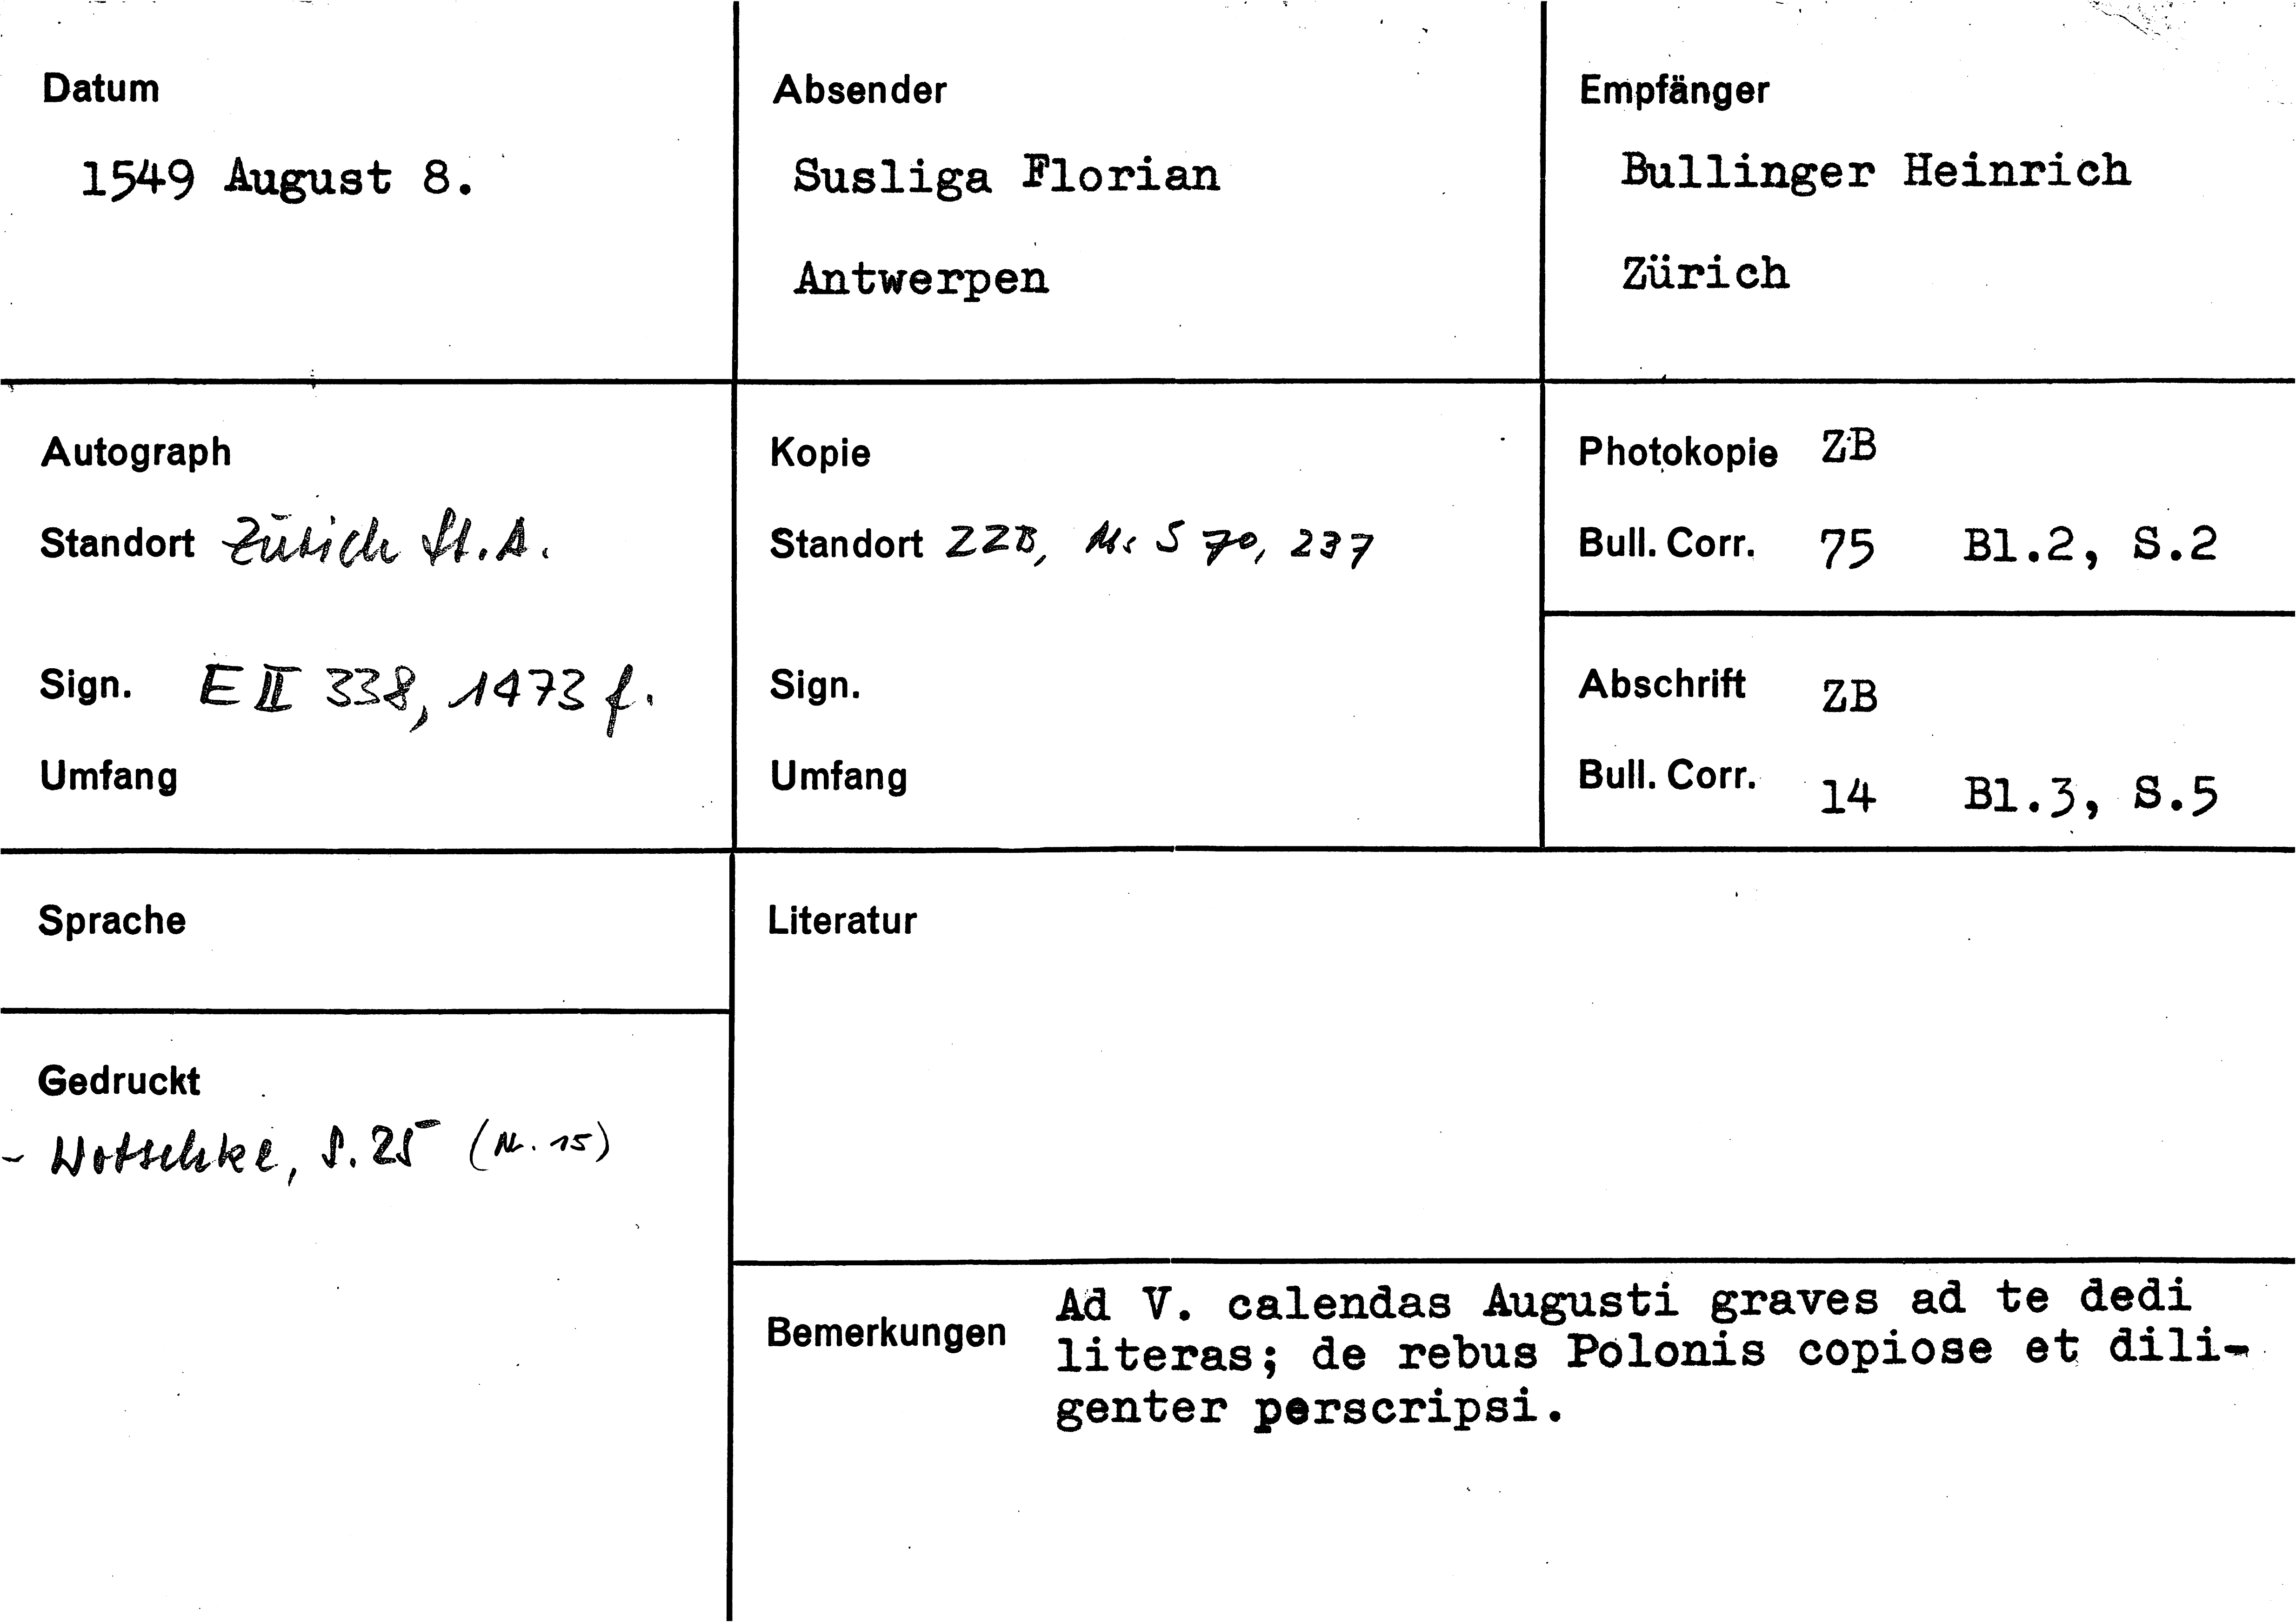 Datum
1549 August 8.
Absender
Susliga Florian
Antwerpen
Empfänger
Bullinger Heinrich
Zürich
Autograph
Standort Zürich St.A.
Sign. E II 338, 1473 f.
Umfang
Kopie
Standort ZZB, Ms S 70, 237
Sign.
Umfang
Photokopie ZB
Bull. Corr. 75 Bl.2, S.2
Abschrift ZB
Bull. Corr. 14 Bl.3, S.5
Sprache
Gedruckt
- Wotschke, S. 25 (Nr. 15)
Literatur
Bemerkungen
Ad V. calendas Augusti graves ad te dedi
literas; de rebus Polonis copiose et dili-
genter perscripsi.